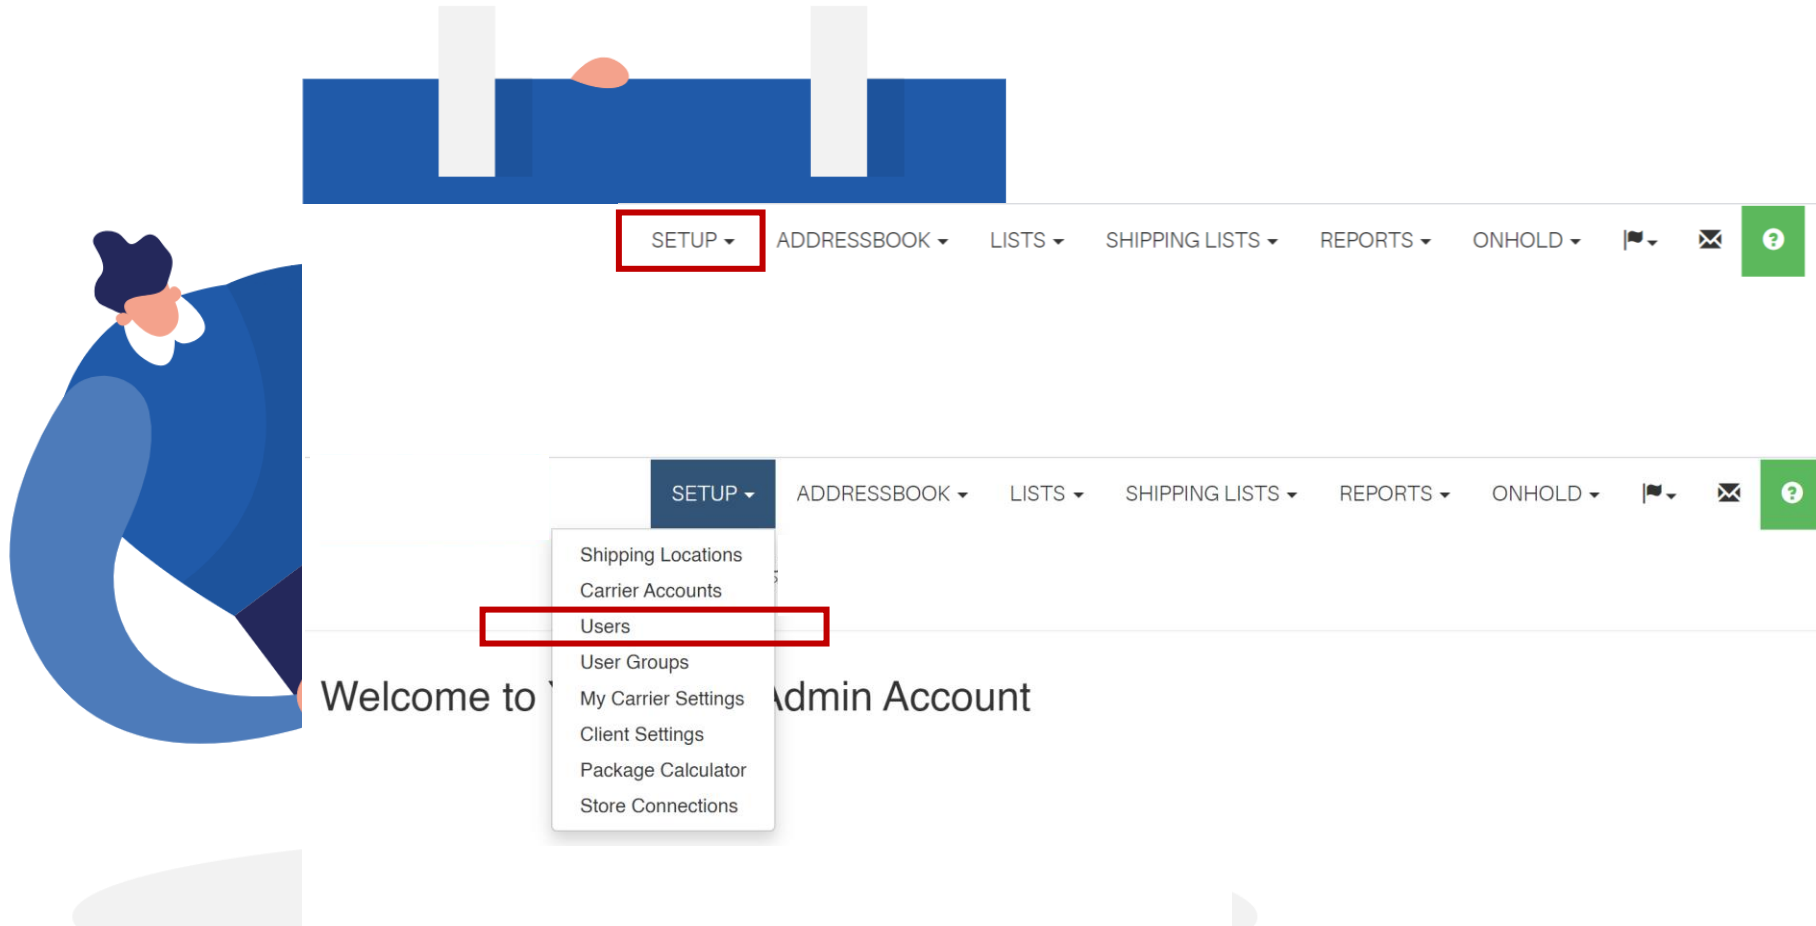 SETUP ADDRESSBOOK LISTS SHIPPING LISTS REPORTS ONHOLD ?
SETUP ADDRESSBOOK LISTS SHIPPING LISTS REPORTS ONHOLD ?
Shipping Locations
Carrier Accounts
Users
User Groups
Welcome to
My Carrier Settings
Admin Account
Client Settings
Package Calculator
Store Connections